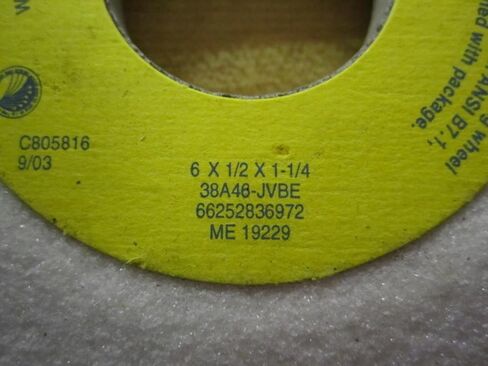 C805816
9/03
6 X 1/2 X 1-1/4
38A46-JVBE
66252836972
ME 19229
wheel
ANSI B7.1,
with package.